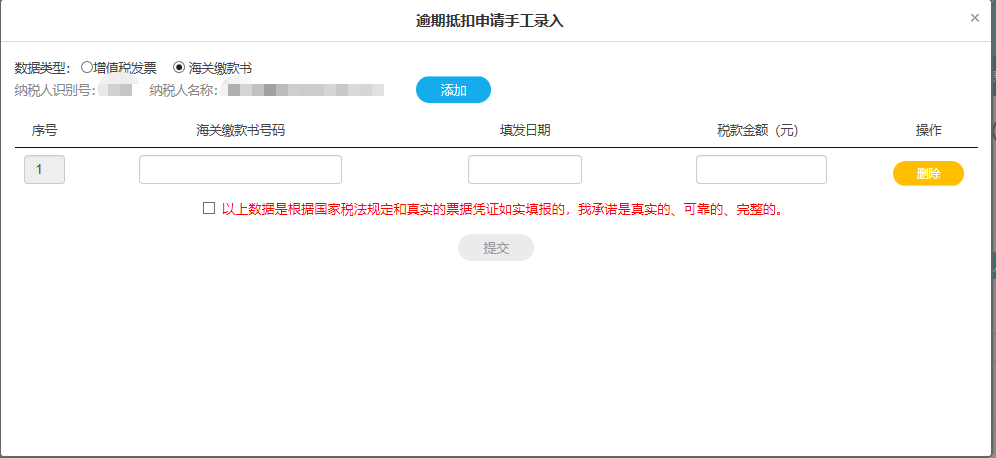 逾期抵扣申请手工录入
×
数据类型： 增值税发票 海关缴款书
纳税人识别号： 纳税人名称： 添加
序号 海关缴款书号码 填发日期 税款金额（元） 操作
1 删除
以上数据是根据国家税法规定和真实的票据凭证如实填报的，我承诺是真实的、可靠的、完整的。
提交